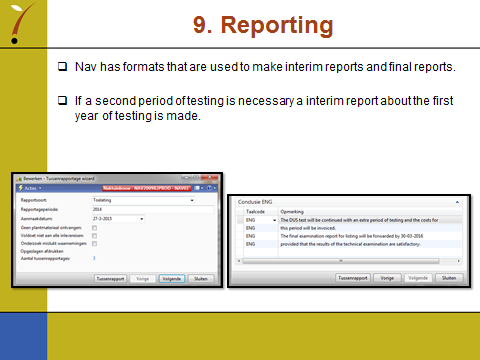 9. Reporting
Nav has formats that are used to make interim reports and final reports.
If a second period of testing is necessary a interim report about the first
year of testing is made.
Bewerken - Tussenrapportage wizard
Acties
Rapportsoort: Toelating
Rapportageperiode: 2014
Aanmaakdatum: 27-3-2015
Geen plantmateriaal ontvangen:
Voldoet niet aan alle interesseen:
Onderzoek mislukt waarnemingen:
Opgeslagen afdrukken
Aantal tussenrapportages: 3
Tussenrapport Vorige Volgende Sluiten
Conclusie ENG
Taalcode Opmerking
ENG The DUS test will be continued with an extra period of testing and the costs for
ENG this period will be invoiced.
ENG The final examination report for listing will be forwarded by 30-03-2016
ENG provided that the results of the technical examination are satisfactory.
Tussenrapport Vorige Volgende Sluiten